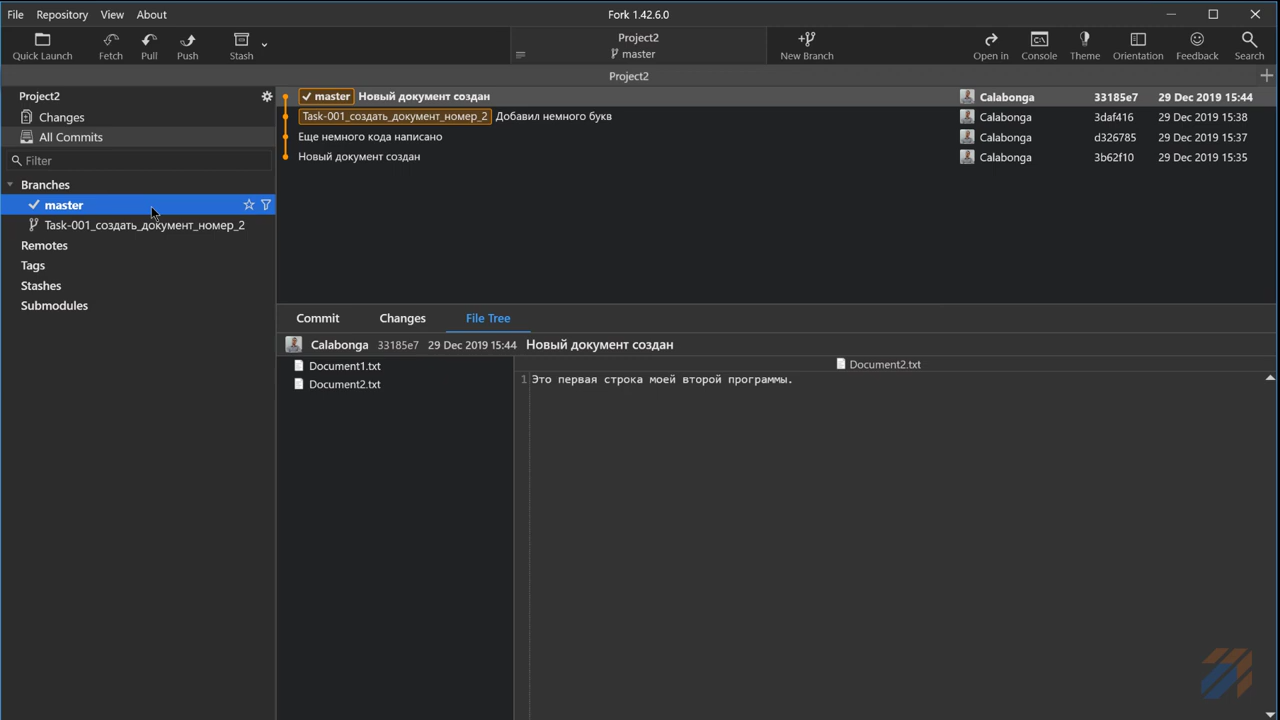 File Repository View About Fork 1.42.6.0
Quick Launch Fetch Pull Push Stash Project2 master New Branch Open in Console Theme Orientation Feedback Search
Project2
Project2
Changes
All Commits
Filter
Branches
master
Task-001_создать_документ_номер_2
Remotes
Tags
Stashes
Submodules
master Новый документ создан Calabonga 33185e7 29 Dec 2019 15:44
Task-001_создать_документ_номер_2 Добавил немного букв Calabonga 3daf416 29 Dec 2019 15:38
Еще немного кода написано Calabonga d326785 29 Dec 2019 15:37
Новый документ создан Calabonga 3b62f10 29 Dec 2019 15:35
Commit Changes File Tree
Calabonga 33185e7 29 Dec 2019 15:44 Новый документ создан
Document1.txt
Document2.txt
Document2.txt
1 Это первая строка моей второй программы.